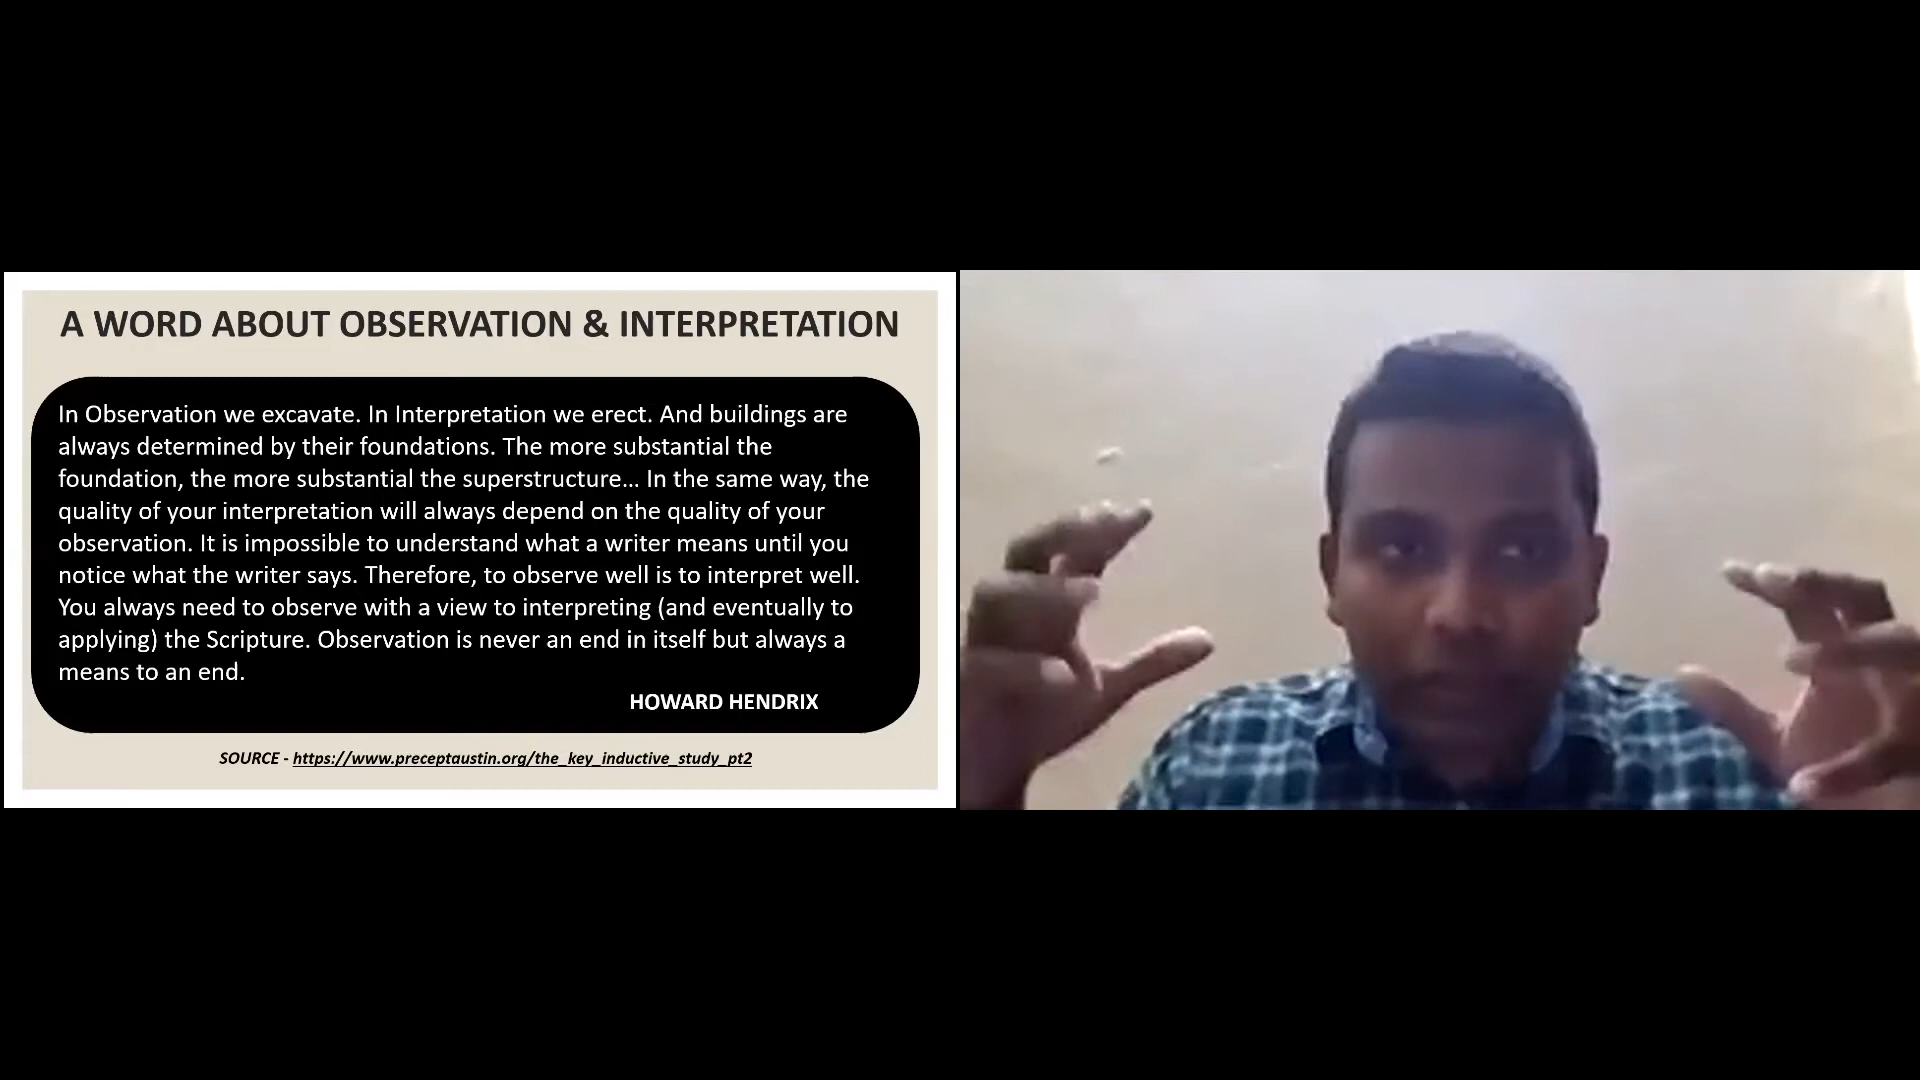 A WORD ABOUT OBSERVATION & INTERPRETATION
In Observation we excavate. In Interpretation we erect. And buildings are
always determined by their foundations. The more substantial the
foundation, the more substantial the superstructure... In the same way, the
quality of your interpretation will always depend on the quality of your
observation. It is impossible to understand what a writer means until you
notice what the writer says. Therefore, to observe well is to interpret well.
You always need to observe with a view to interpreting (and eventually to
applying) the Scripture. Observation is never an end in itself but always a
means to an end.
HOWARD HENDRIX
SOURCE - https://www.preceptaustin.org/the_key_inductive_study_pt2